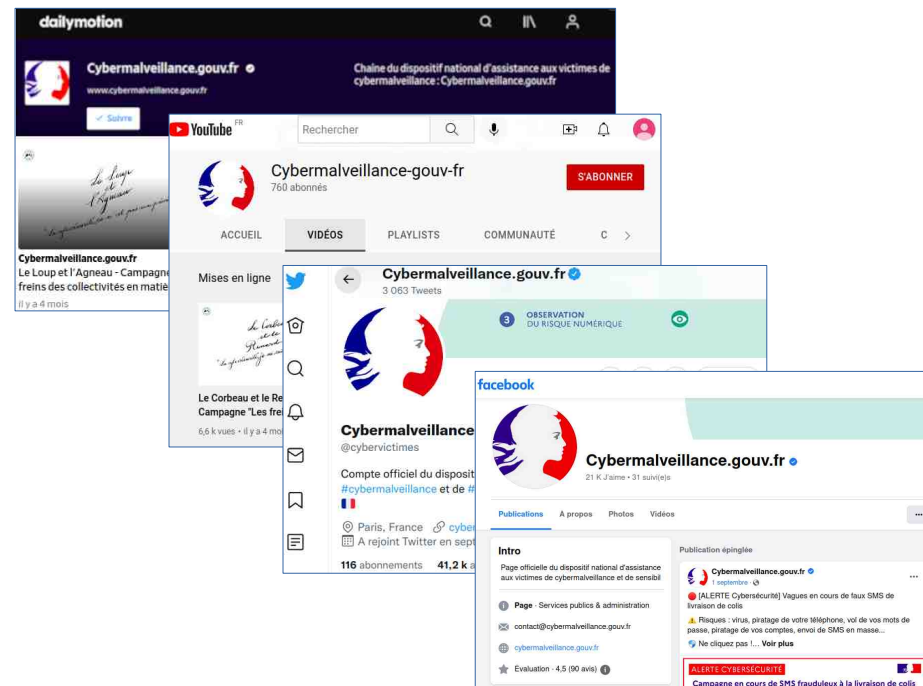 dailymotion
Cybermalveillance.gouv.fr
www.cybermalveillance.gouv.fr
Chaîne du dispositif national d'assistance aux victimes de
cybermalveillance : Cybermalveillance.gouv.fr
Suivre
Le Loup
et
l'Agneau
Cybermalveillance.gouv.fr
Le Loup et l'Agneau - Campagne
freins des collectivités en matiè
il y a 4 mois
YouTube FR
Rechercher
Cybermalveillance-gouv-fr
760 abonnés
S'ABONNER
ACCUEIL VIDÉOS PLAYLISTS COMMUNAUTÉ C
Mises en ligne
Le Corbeau et le Re
Campagne "Les frei
6,6 k vues • il y a 4 mo
Cybermalveillance.gouv.fr
3 063 Tweets
3 OBSERVATION
DU RISQUE NUMÉRIQUE
Cybermalveillance
@cybervictimes
Compte officiel du disposit
#cybermalveillance et de #
Paris, France cyber
A rejoint Twitter en sept
116 abonnements 41,2 k a
facebook
Cybermalveillance.gouv.fr
21 K J'aime • 31 suivi(e)s
Publications À propos Photos Vidéos
Intro
Page officielle du dispositif national d'assistance
aux victimes de cybermalveillance et de sensibil
Page · Services publics & administration
contact@cybermalveillance.gouv.fr
cybermalveillance.gouv.fr
Évaluation · 4,5 (90 avis)
Publication épinglée
Cybermalveillance.gouv.fr
1 septembre
[ALERTE Cybersécurité] Vagues en cours de faux SMS de
livraison de colis
Risques : virus, piratage de votre téléphone, vol de vos mots de
passe, piratage de vos comptes, envoi de SMS en masse...
Ne cliquez pas !... Voir plus
ALERTE CYBERSÉCURITÉ
Campagne en cours de SMS frauduleux à la livraison de colis